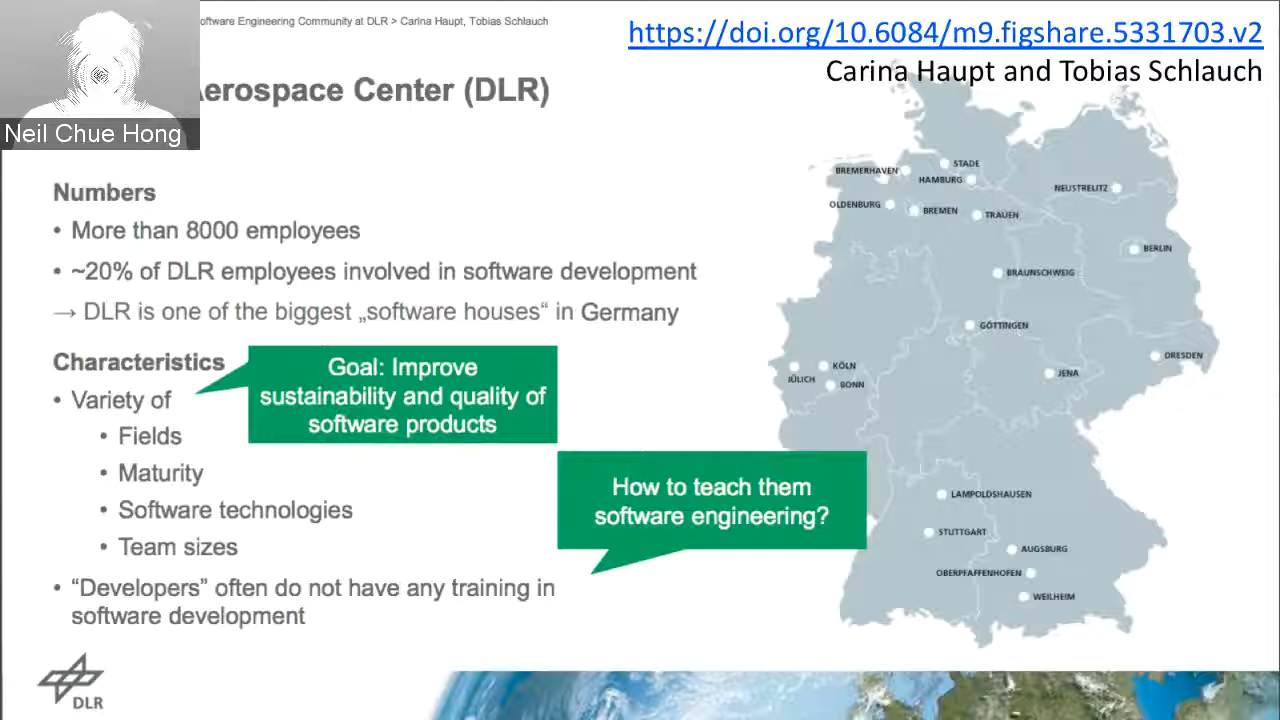 oftware Engineering Community at DLR > Carina Haupt, Tobias Schlauch
https://doi.org/10.6084/m9.figshare.5331703.v2
Carina Haupt and Tobias Schlauch
Neil Chue Hong
Aerospace Center (DLR)
Numbers
• More than 8000 employees
• ~20% of DLR employees involved in software development
→ DLR is one of the biggest „software houses“ in Germany
Characteristics
• Variety of
• Fields
• Maturity
• Software technologies
• Team sizes
• “Developers” often do not have any training in
software development
Goal: Improve
sustainability and quality of
software products
How to teach them
software engineering?
STADE
BREMERHAVEN
HAMBURG
NEUSTRELITZ
OLDENBURG
BREMEN
TRAUEN
BERLIN
BRAUNSCHWEIG
GÖTTINGEN
DRESDEN
KÖLN
JÜLICH
BONN
JENA
LAMPOLDSHAUSEN
STUTTGART
AUGSBURG
OBERPFAFFENHOFEN
WEILHEIM
DLR